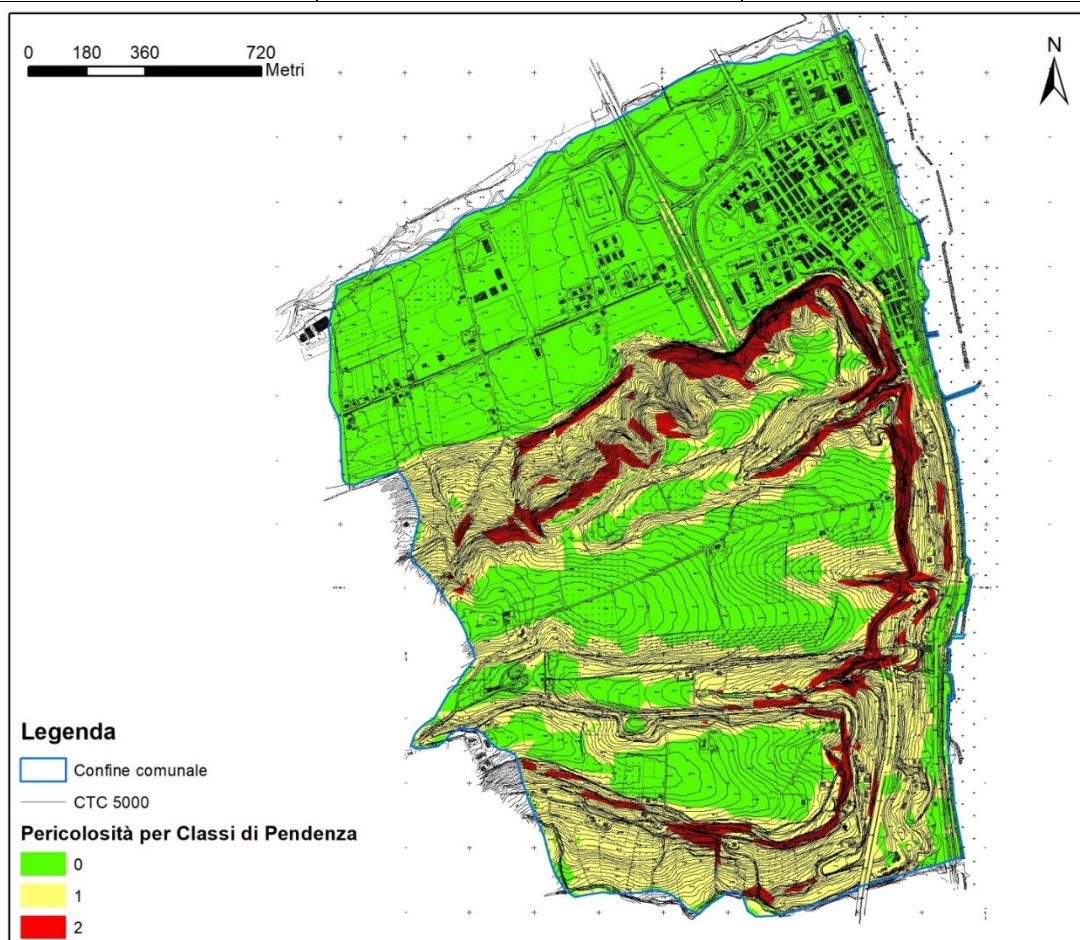 0 180 360 720
Metri
N
Legenda
Confine comunale
CTC 5000
Pericolosità per Classi di Pendenza
0
1
2